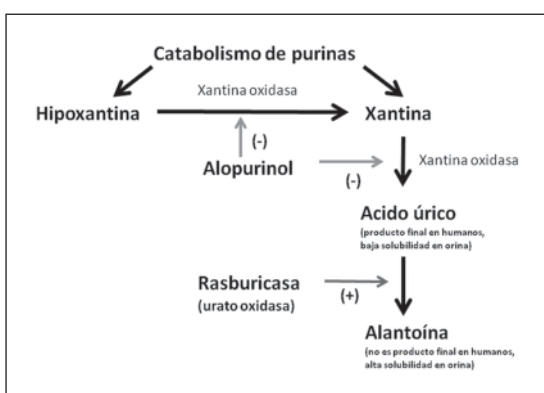 Catabolismo de purinas
Xantina oxidasa
Hipoxantina
Xantina
(-)
Alopurinol
(-)
Xantina oxidasa
Acido úrico
(producto final en humanos,
baja solubilidad en orina)
Rasburicasa
(urato oxidasa)
(+)
Alantoína
(no es producto final en humanos,
alta solubilidad en orina)